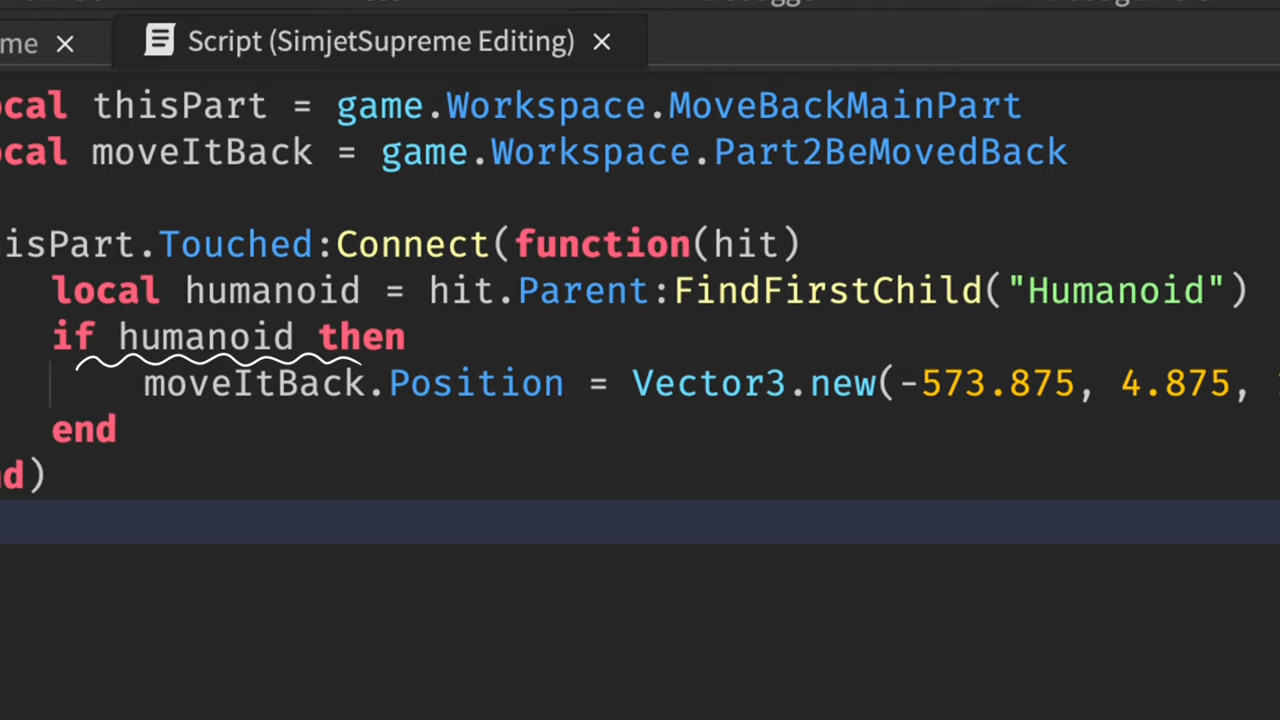 me ×
Script (SimjetSupreme Editing) ×
ocal thisPart = game.Workspace.MoveBackMainPart
ocal moveItBack = game.Workspace.Part2BeMovedBack
isPart.Touched:Connect(function(hit)
local humanoid = hit.Parent:FindFirstChild("Humanoid")
if humanoid then
moveItBack.Position = Vector3.new(-573.875, 4.875,
end
nd)